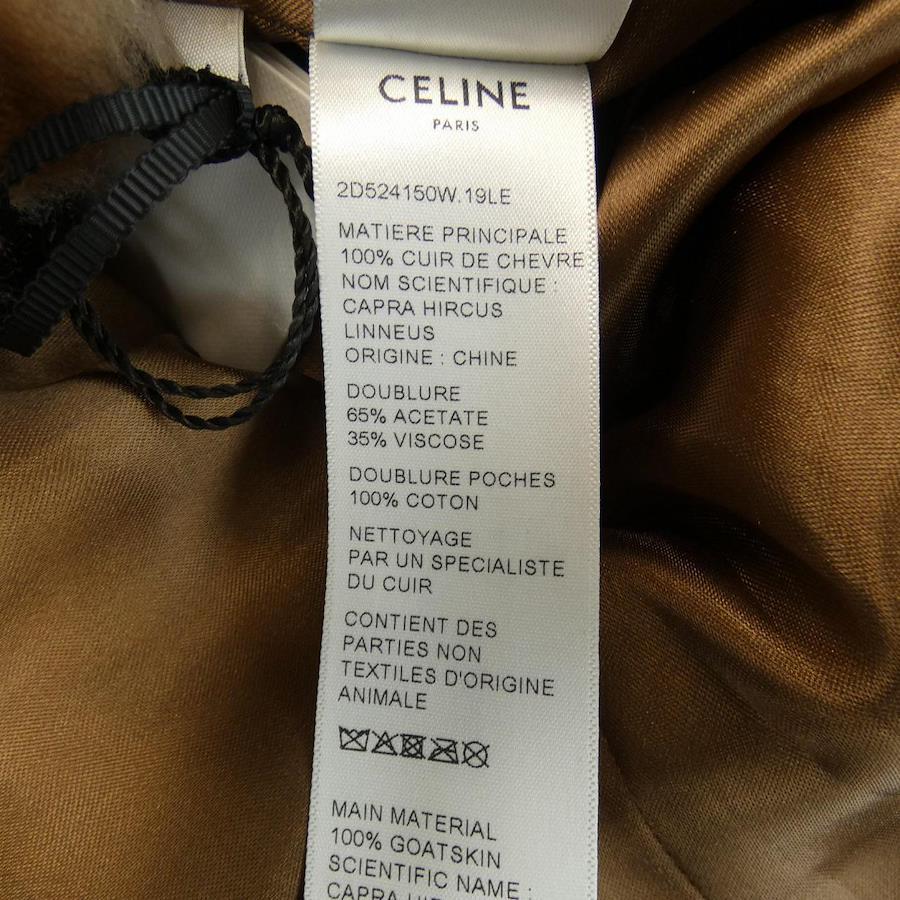 CELINE
PARIS
2D524150W.19LE
MATIERE PRINCIPALE
100% CUIR DE CHEVRE
NOM SCIENTIFIQUE :
CAPRA HIRCUS
LINNEUS
ORIGINE : CHINE
DOUBLURE
65% ACETATE
35% VISCOSE
DOUBLURE POCHES
100% COTON
NETTOYAGE
PAR UN SPECIALISTE
DU CUIR
CONTIENT DES
PARTIES NON
TEXTILES D'ORIGINE
ANIMALE
MAIN MATERIAL
100% GOATSKIN
SCIENTIFIC NAME :
CAPRA